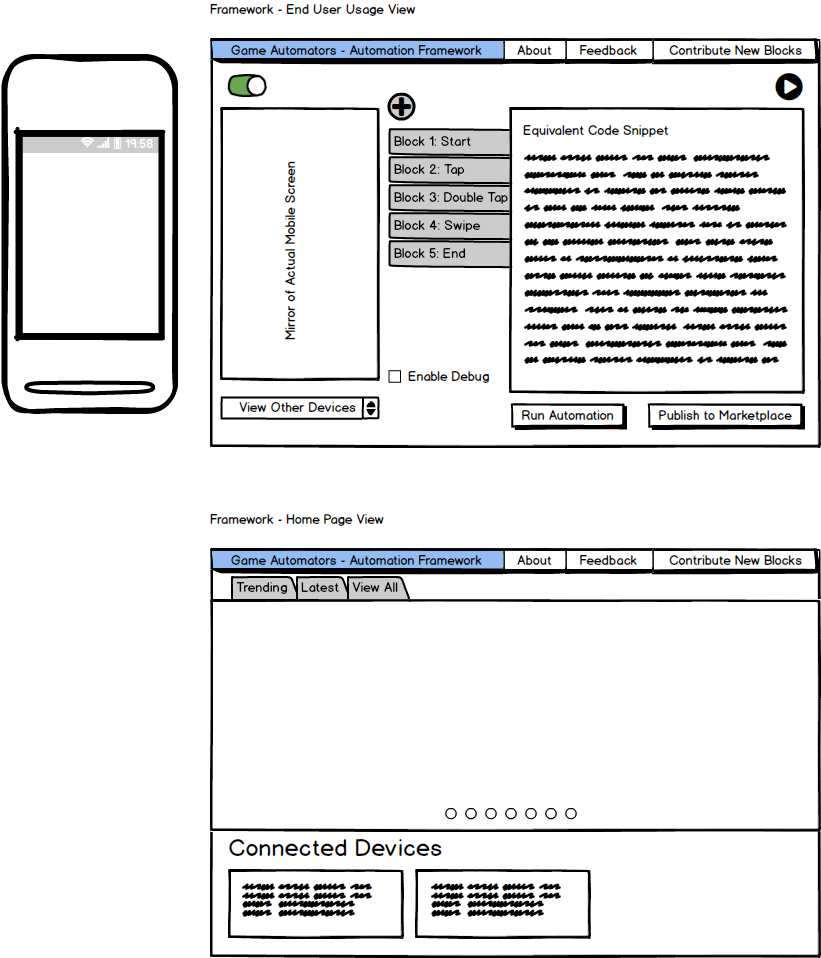 Framework - End User Usage View
Game Automators - Automation Framework About Feedback Contribute New Blocks
19:58
Equivalent Code Snippet
Block 1: Start
Block 2: Tap
Block 3: Double Tap
Block 4: Swipe
Block 5: End
Mirror of Actual Mobile Screen
Enable Debug
View Other Devices
Run Automation
Publish to Marketplace
Framework - Home Page View
Game Automators - Automation Framework About Feedback Contribute New Blocks
Trending Latest View All
Connected Devices